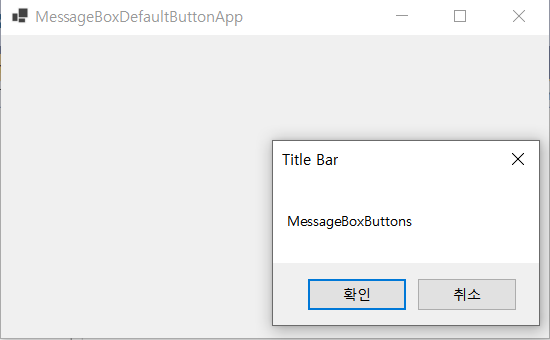 MessageBoxDefaultButtonApp
Title Bar
MessageBoxButtons
확인 취소